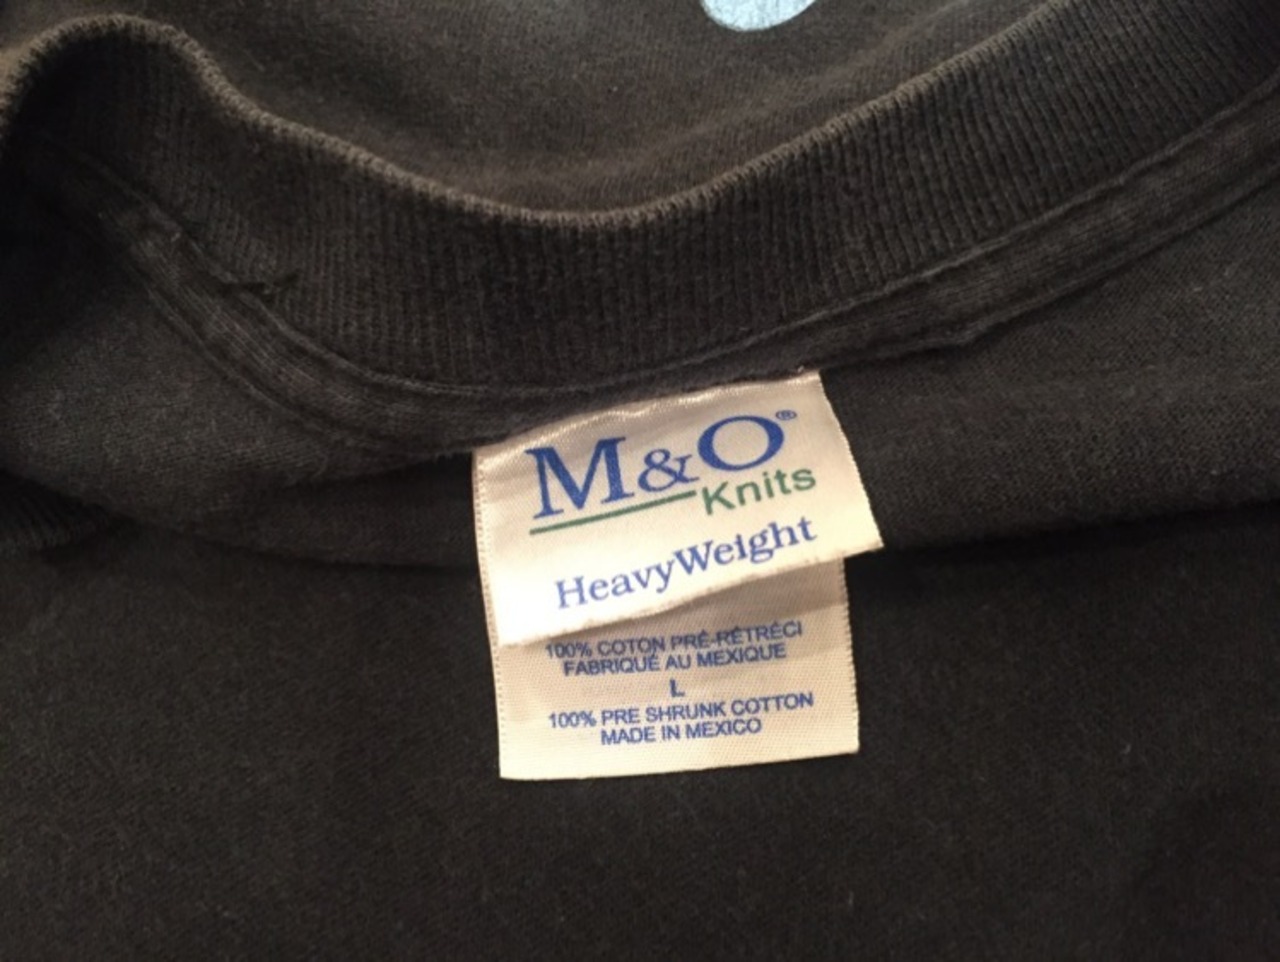 M&O®
Knits
HeavyWeight
100% COTON PRÉ-RÉTRÉCI
FABRIQUÉ AU MEXIQUE
L
100% PRE SHRUNK COTTON
MADE IN MEXICO